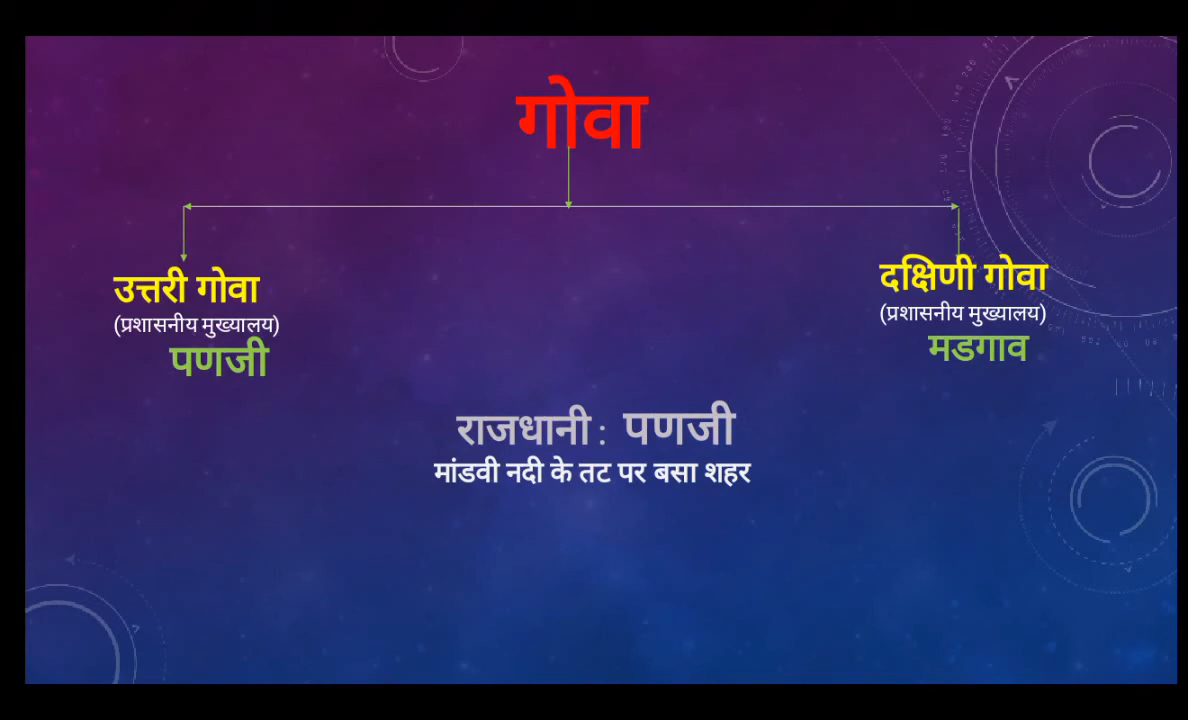 गोवा
उत्तरी गोवा
(प्रशासनीय मुख्यालय)
पणजी
दक्षिणी गोवा
(प्रशासनीय मुख्यालय)
मडगाव
राजधानी : पणजी
मांडवी नदी के तट पर बसा शहर